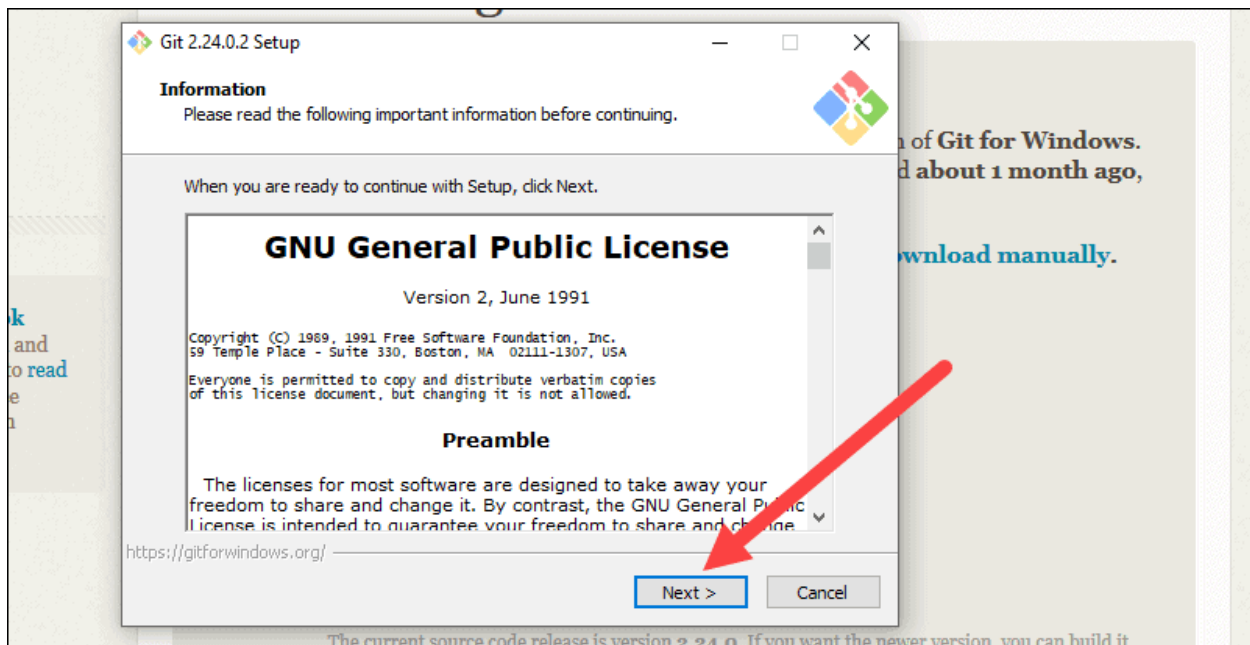 Git 2.24.0.2 Setup
Information
Please read the following important information before continuing.
When you are ready to continue with Setup, click Next.
GNU General Public License
Version 2, June 1991
Copyright (C) 1989, 1991 Free Software Foundation, Inc.
59 Temple Place - Suite 330, Boston, MA  02111-1307, USA
Everyone is permitted to copy and distribute verbatim copies
of this license document, but changing it is not allowed.
Preamble
The licenses for most software are designed to take away your
freedom to share and change it. By contrast, the GNU General Public
License is intended to guarantee your freedom to share and change
https://gitforwindows.org/
Next >
Cancel
of Git for Windows.
about 1 month ago,
manually.
and
to read
The current source code release is version 2.24.0. If you want the newer version, you can build it